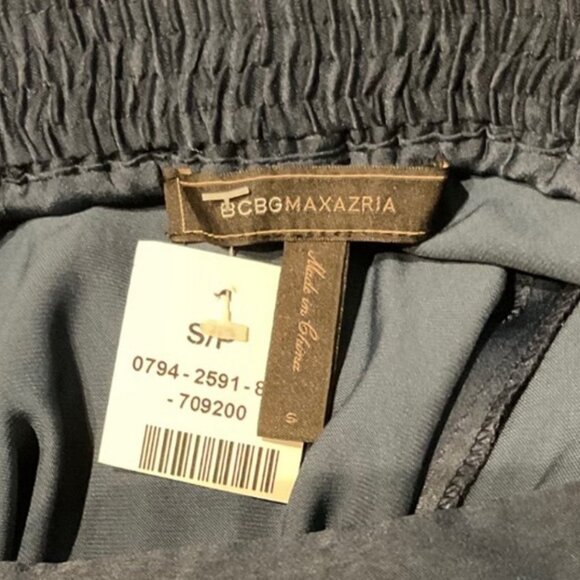 BCBGMAXAZRIA
Made in China
S
S/P
0794-2591-8
-709200